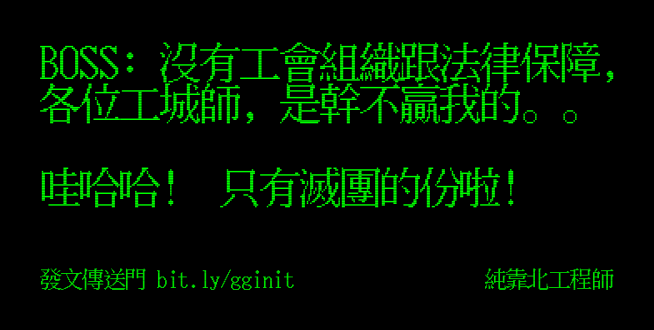 BOSS: 沒有工會組織跟法律保障,
各位工城師, 是幹不贏我的。。
哇哈哈! 只有滅團的份啦!
發文傳送門 bit.ly/gginit 純靠北工程師